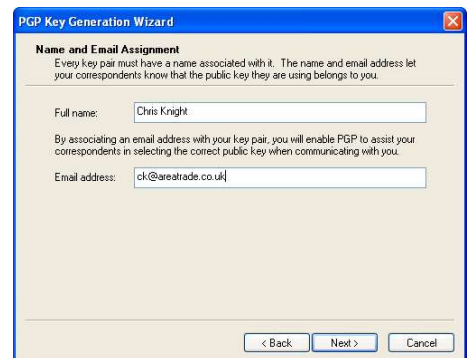 PGP Key Generation Wizard
Name and Email Assignment
Every key pair must have a name associated with it. The name and email address let
your correspondents know that the public key they are using belongs to you.
Full name: Chris Knight
By associating an email address with your key pair, you will enable PGP to assist your
correspondents in selecting the correct public key when communicating with you.
Email address: ck@areatrade.co.uk
< Back Next > Cancel